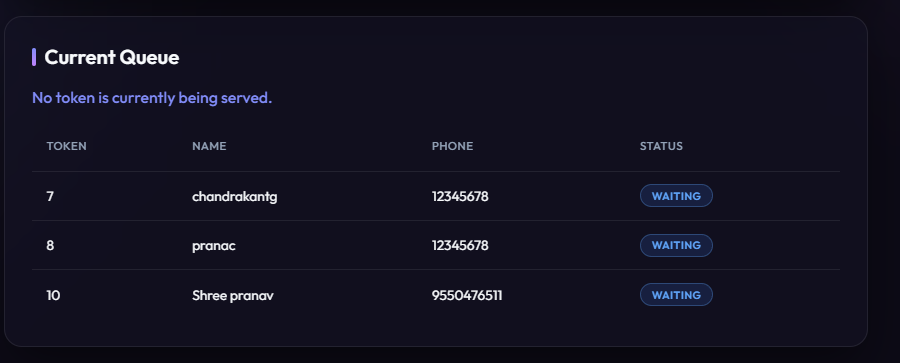 Current Queue
No token is currently being served.
TOKEN NAME PHONE STATUS
7 chandrakantg 12345678 WAITING
8 pranac 12345678 WAITING
10 Shree pranav 9550476511 WAITING